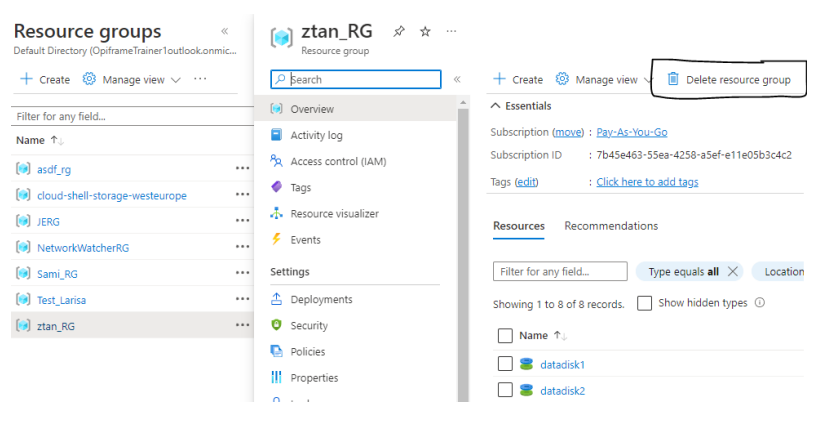 Resource groups «
Default Directory (OpiframeTrainer1outlook.onmic...
+ Create Manage view ···
Filter for any field...
Name ↑↓
asdf_rg ···
cloud-shell-storage-westeurope ···
JERG ···
NetworkWatcherRG ···
Sami_RG ···
Test_Larisa ···
ztan_RG ···
ztan_RG ···
Resource group
Search «
Overview
Activity log
Access control (IAM)
Tags
Resource visualizer
Events
Settings
Deployments
Security
Policies
Properties
+ Create Manage view Delete resource group
Essentials
Subscription (move) : Pay-As-You-Go
Subscription ID : 7b45e463-55ea-4258-a5ef-e11e05b3c4c2
Tags (edit) : Click here to add tags
Resources Recommendations
Filter for any field... Type equals all × Location
Showing 1 to 8 of 8 records. Show hidden types
Name ↑↓
datadisk1
datadisk2